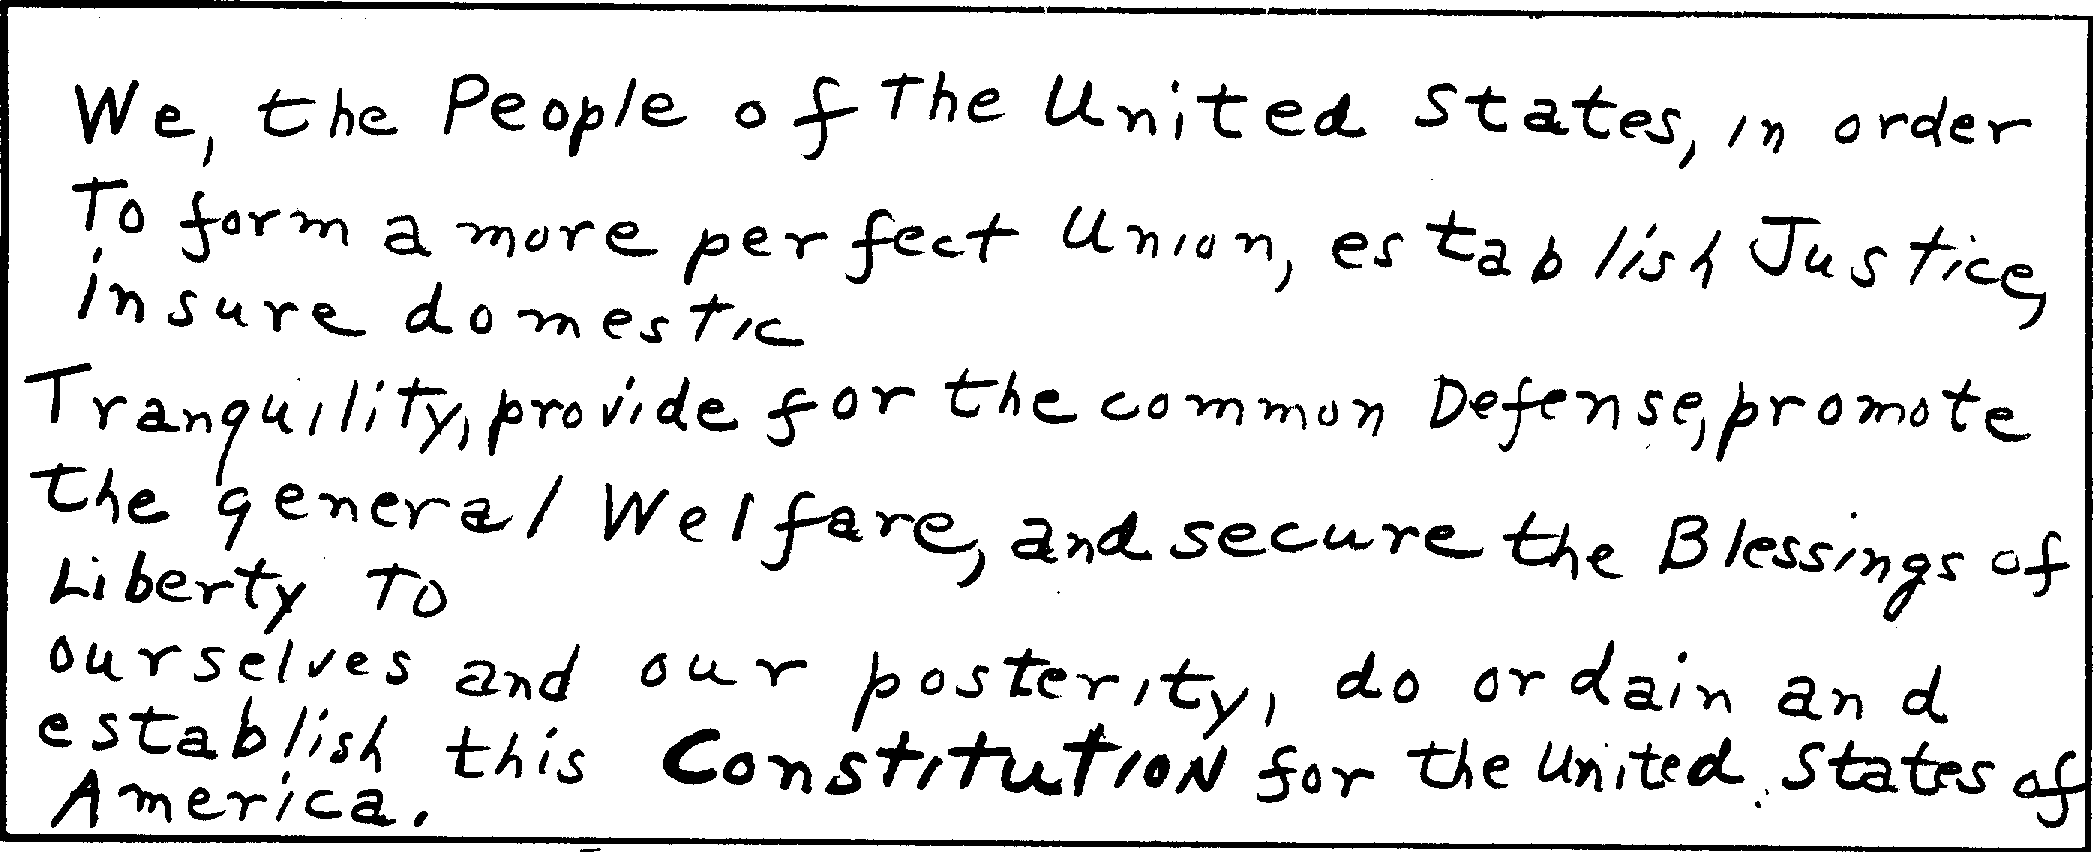 We, the People of The United States, in order
To form a more perfect Union, establish Justice,
insure domestic
Tranquility, provide for the common Defense, promote
the general Welfare, and secure the Blessings of
Liberty To
ourselves and our posterity, do ordain and
establish this ConstitutioN for the United States of
America.